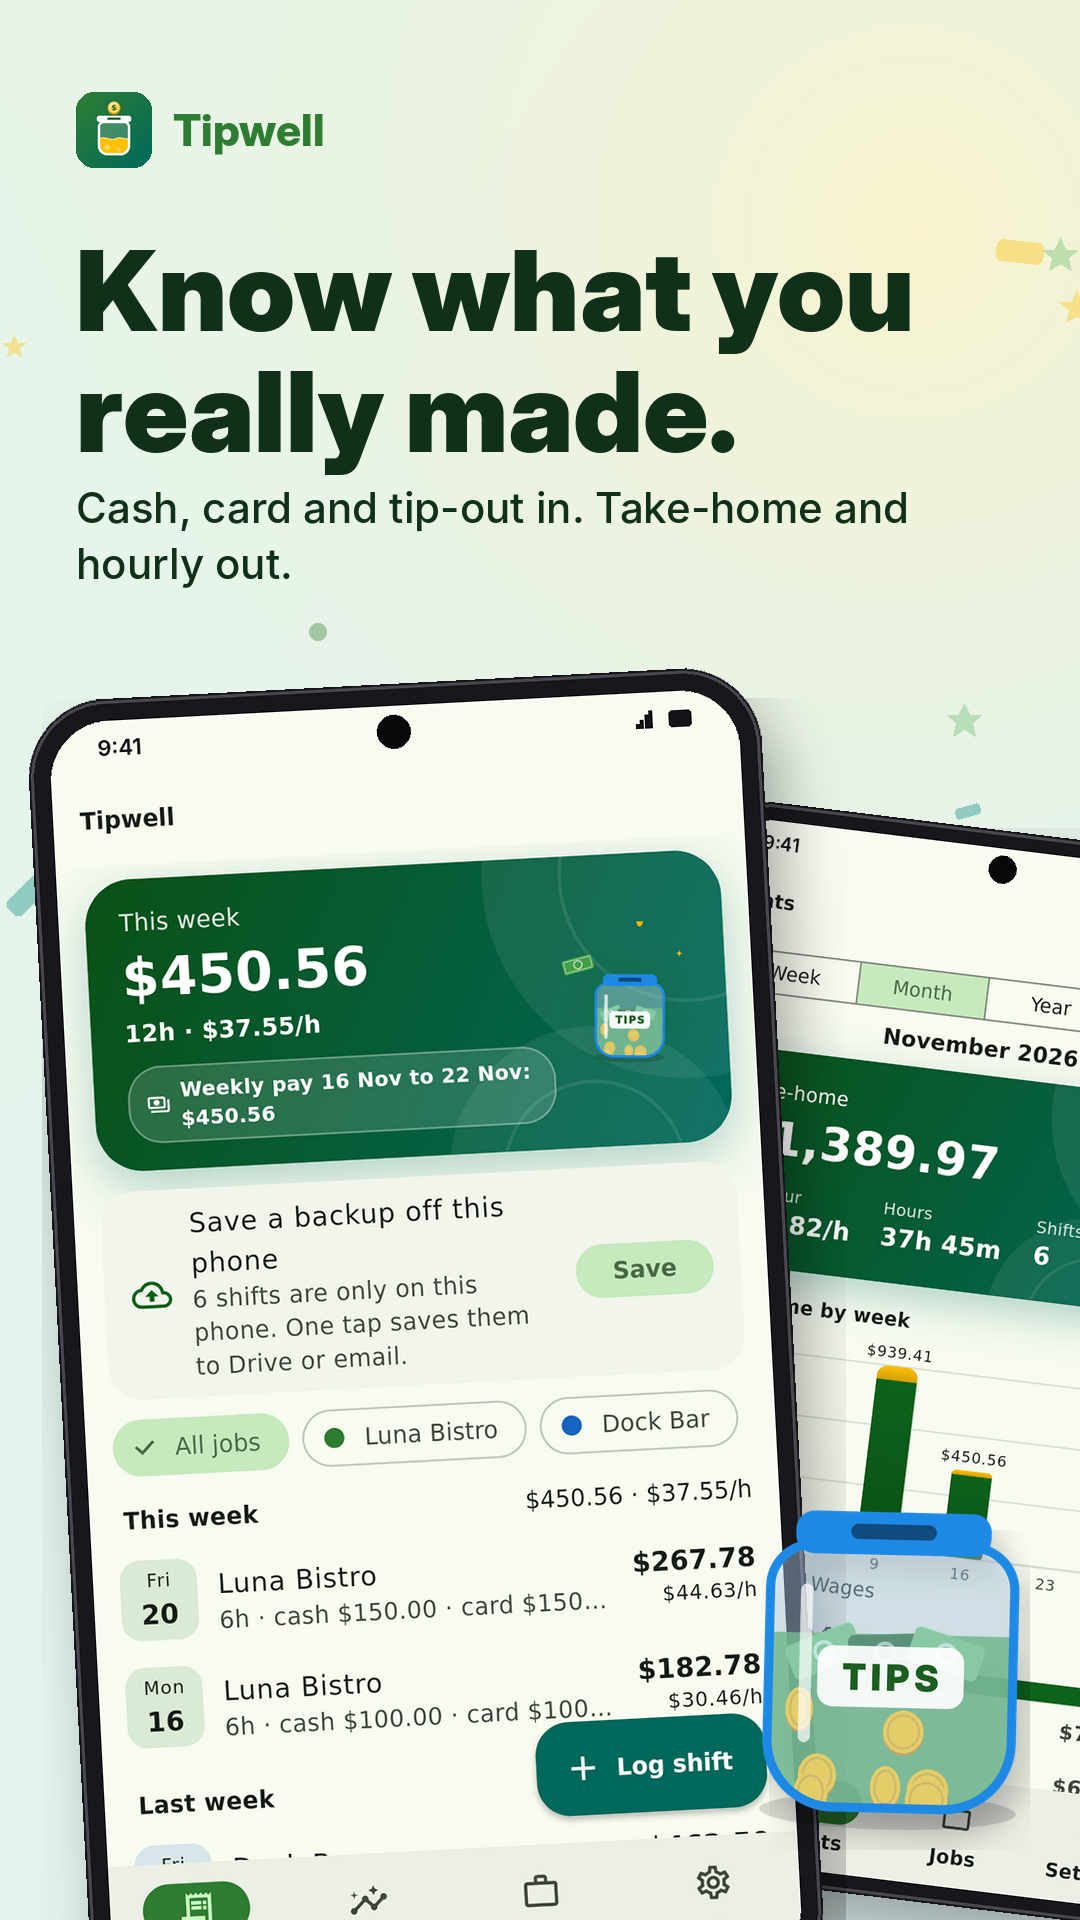 Tipwell
Know what you
really made.
Cash, card and tip-out in. Take-home and
hourly out.
9:41
Tipwell
This week
$450.56
12h · $37.55/h
Weekly pay 16 Nov to 22 Nov:
$450.56
TIPS
Save a backup off this
phone
6 shifts are only on this
phone. One tap saves them
to Drive or email.
Save
All jobs
Luna Bistro
Dock Bar
This week
$450.56 · $37.55/h
Fri
20
Luna Bistro
6h · cash $150.00 · card $150...
$267.78
$44.63/h
Mon
16
Luna Bistro
6h · cash $100.00 · card $100...
$182.78
$30.46/h
Log shift
Last week
Fri
9:41
Week
Month
Year
November 2026
e-home
1,389.97
Hours
Shifts
82/h
37h 45m
6
by week
$939.41
$450.56
9
16
23
Wages
TIPS
Jobs